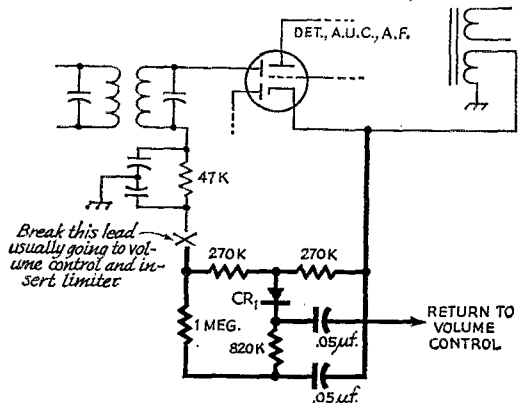 DET., A.V.C., A.F.
47K
Break this lead
usually going to vol-
ume control and in-
sert limiter
270K
270K
CR1
1 MEG.
820K
.05µf.
RETURN TO
VOLUME
CONTROL
.05µf.